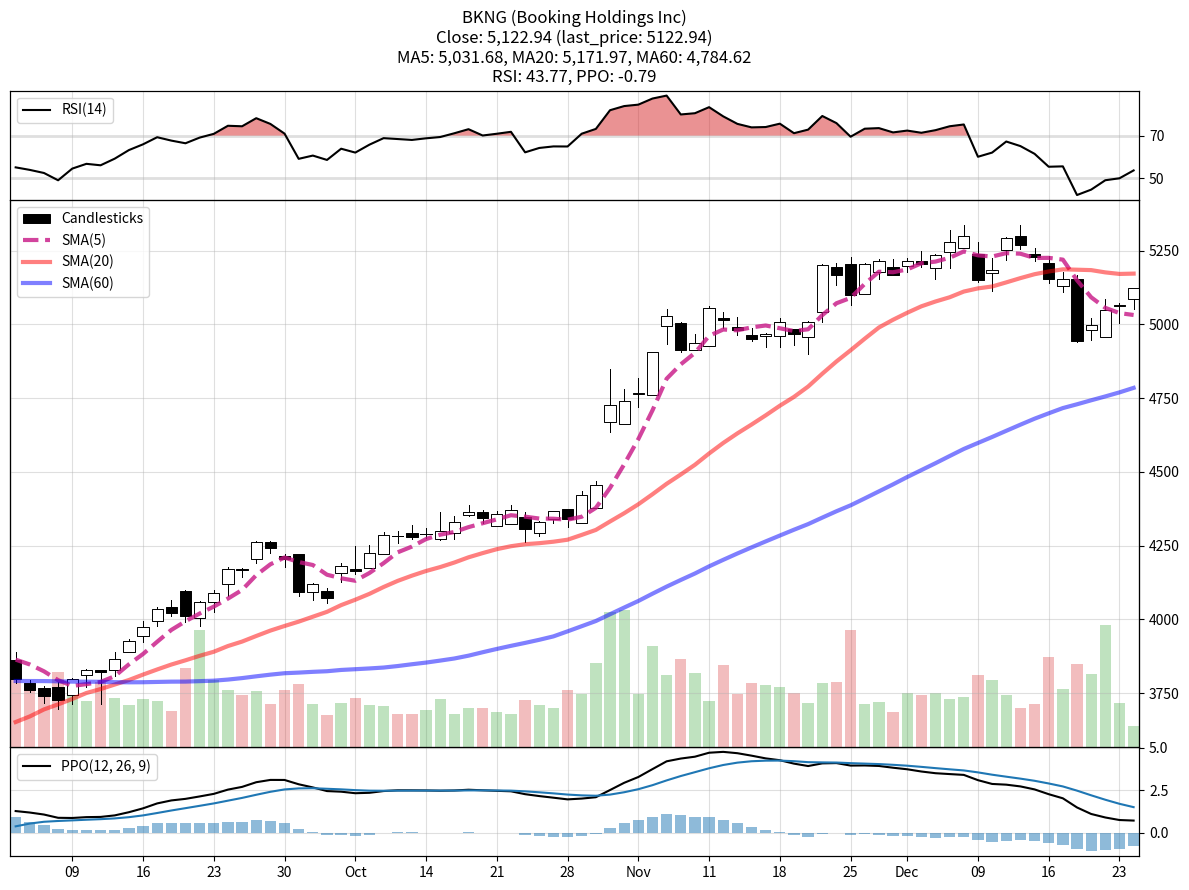 BKNG (Booking Holdings Inc)
Close: 5,122.94 (last_price: 5122.94)
MA5: 5,031.68, MA20: 5,171.97, MA60: 4,784.62
RSI: 43.77, PPO: -0.79
RSI(14)
70
50
Candlesticks
SMA(5)
SMA(20)
SMA(60)
5250
5000
4750
4500
4250
4000
3750
PPO(12, 26, 9)
5.0
2.5
0.0
09 16 23 30 Oct 14 21 28 Nov 11 18 25 Dec 09 16 23